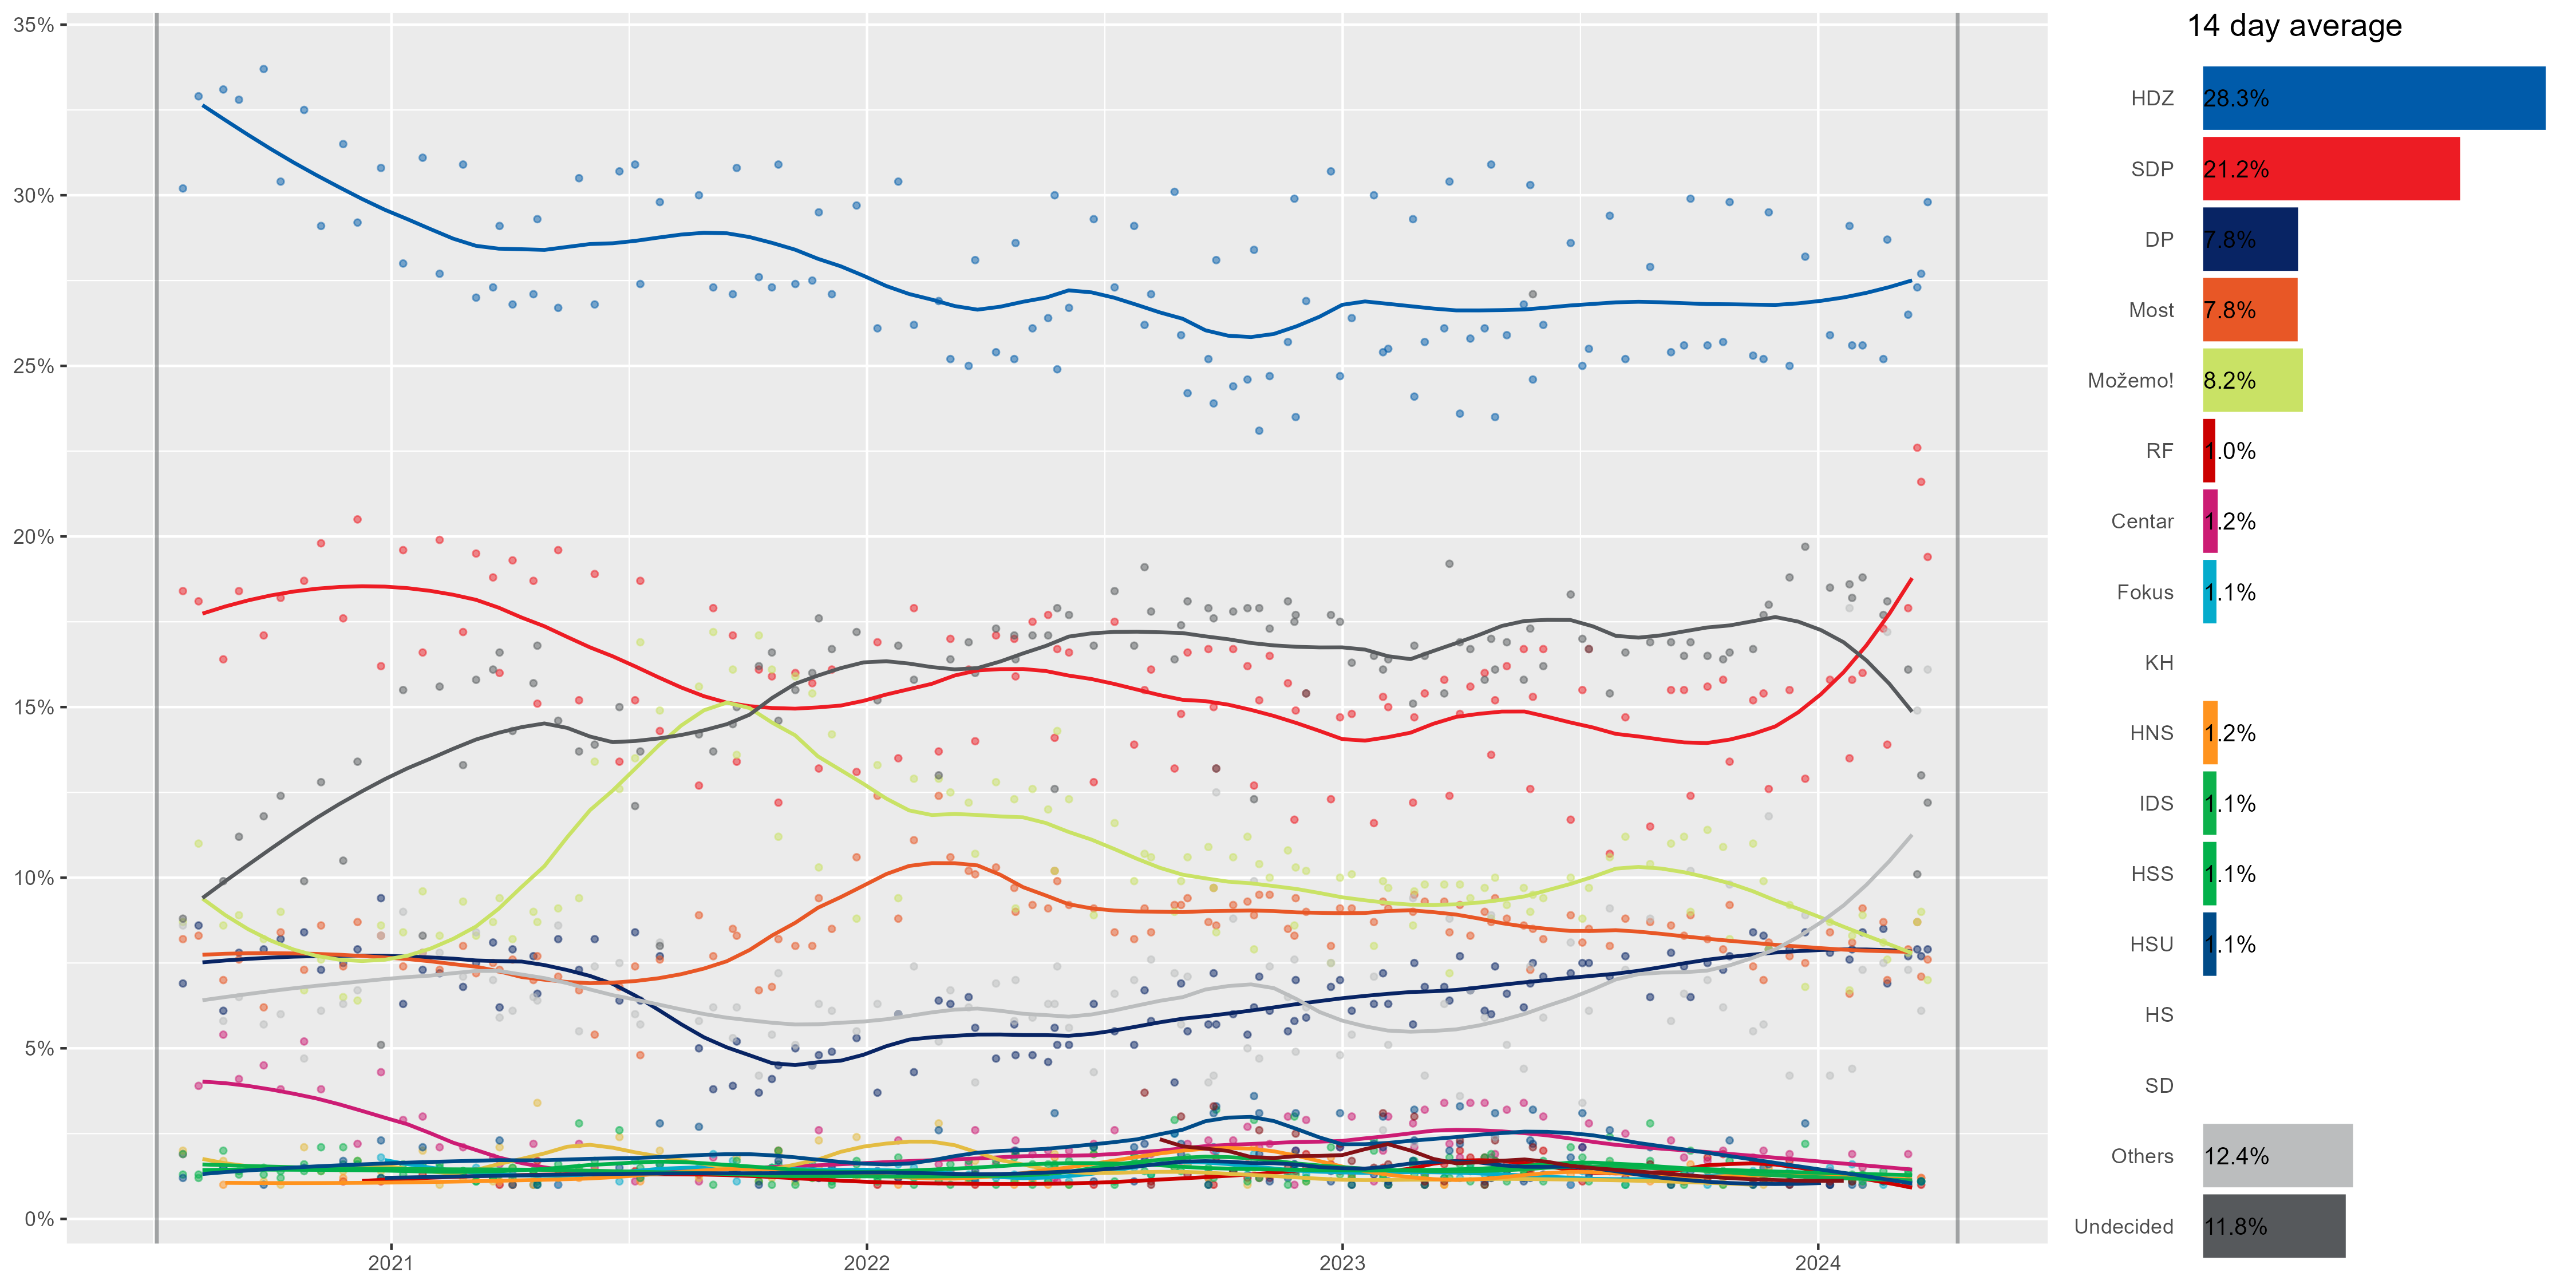 14 day average
35%
30%
25%
20%
15%
10%
5%
0%
2021
2022
2023
2024
HDZ 28.3%
SDP 21.2%
DP 7.8%
Most 7.8%
Možemo! 8.2%
RF 1.0%
Centar 1.2%
Fokus 1.1%
KH
HNS 1.2%
IDS 1.1%
HSS 1.1%
HSU 1.1%
HS
SD
Others 12.4%
Undecided 11.8%